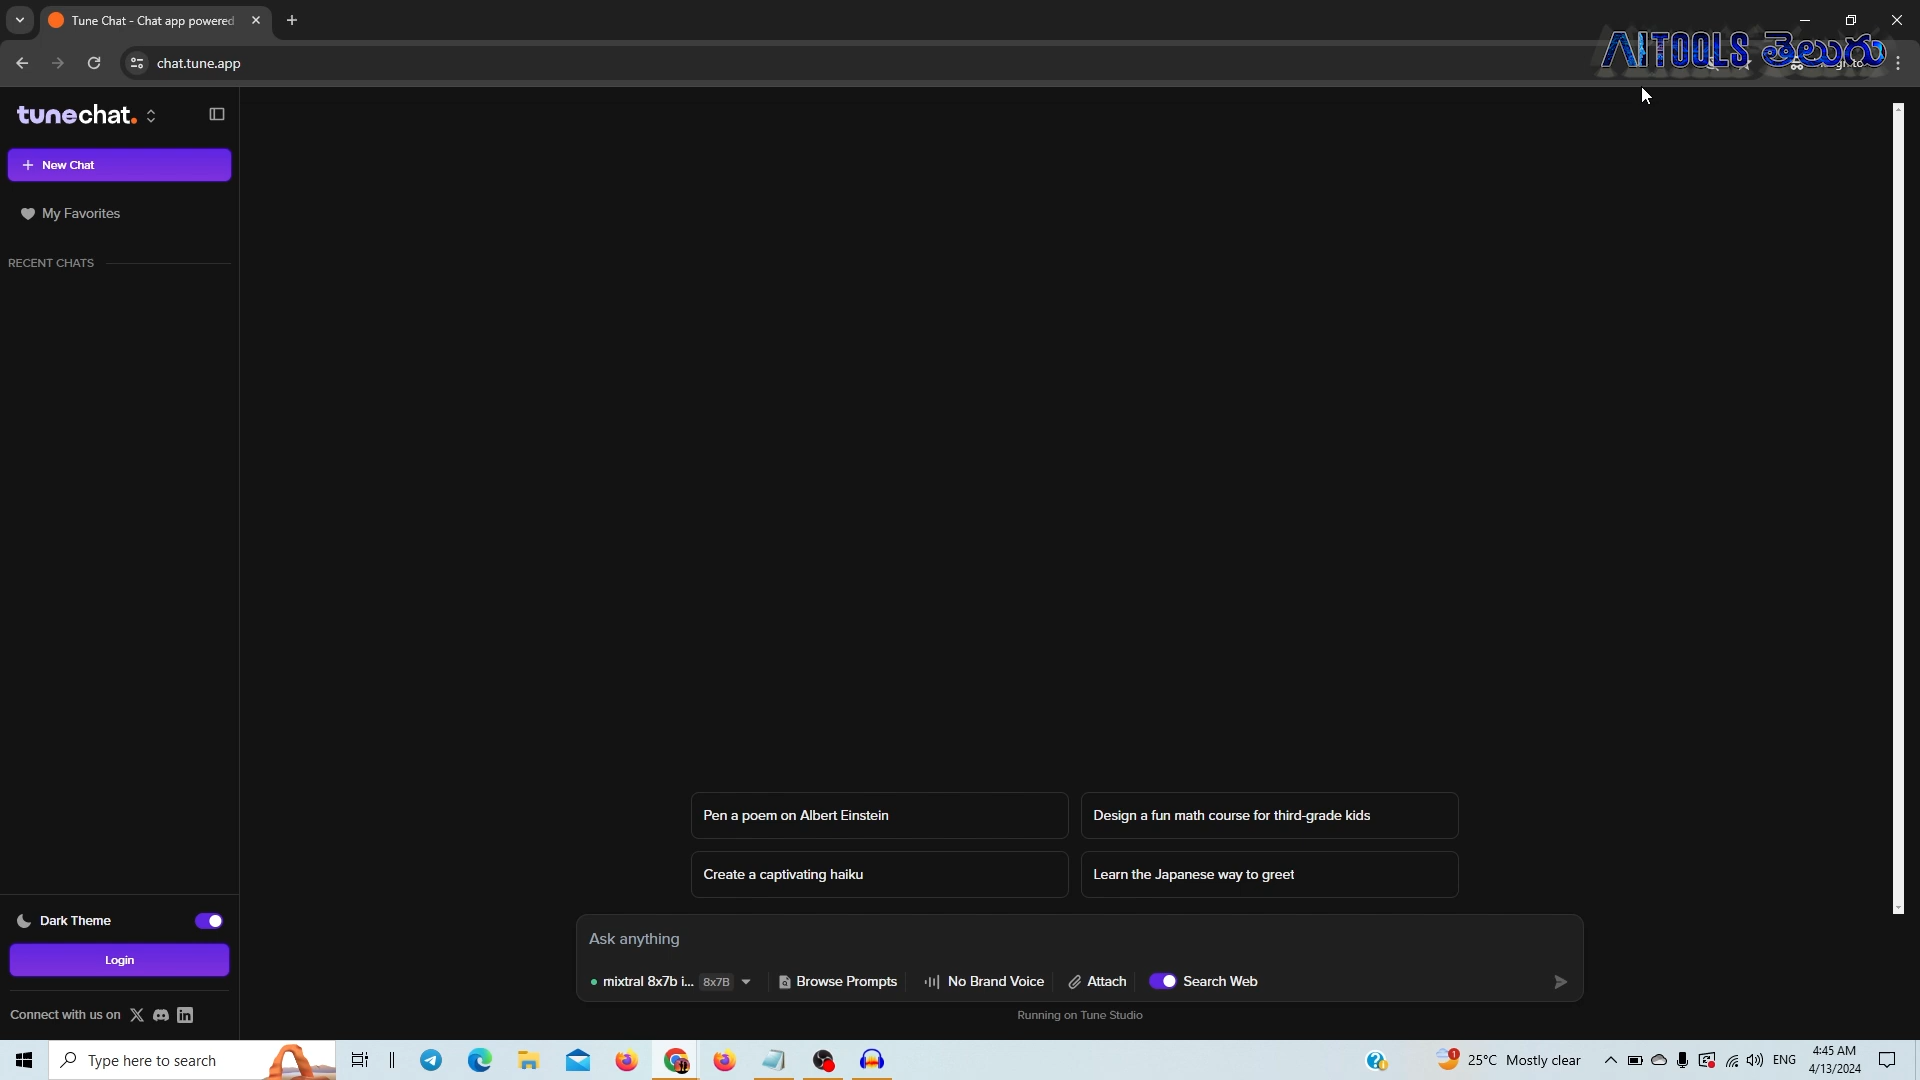 Tune Chat - Chat app powered
chat.tune.app
AITOOLS తెలుగు
tunechat.
New Chat
My Favorites
RECENT CHATS
Pen a poem on Albert Einstein
Design a fun math course for third-grade kids
Create a captivating haiku
Learn the Japanese way to greet
Ask anything
mixtral 8x7b i... 8x7B
Browse Prompts
No Brand Voice
Attach
Search Web
Running on Tune Studio
Dark Theme
Login
Connect with us on
Type here to search
25°C Mostly clear
ENG
4:45 AM
4/13/2024